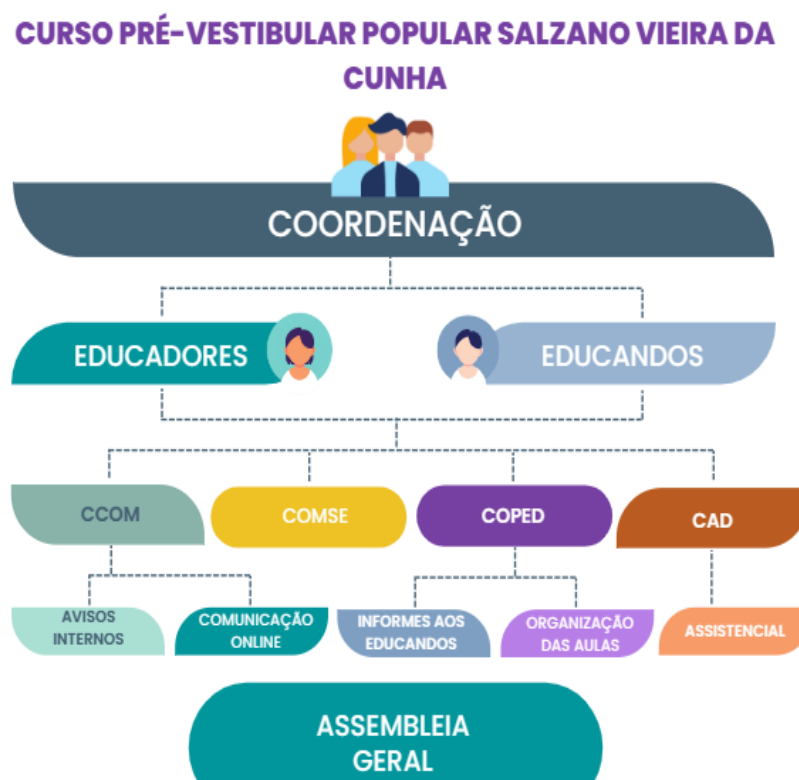 CURSO PRÉ-VESTIBULAR POPULAR SALZANO VIEIRA DA
CUNHA
COORDENAÇÃO
EDUCADORES
EDUCANDOS
CCOM
COMSE
COPED
CAD
AVISOS
INTERNOS
COMUNICAÇÃO
ONLINE
INFORMES AOS
EDUCANDOS
ORGANIZAÇÃO
DAS AULAS
ASSISTENCIAL
ASSEMBLEIA
GERAL